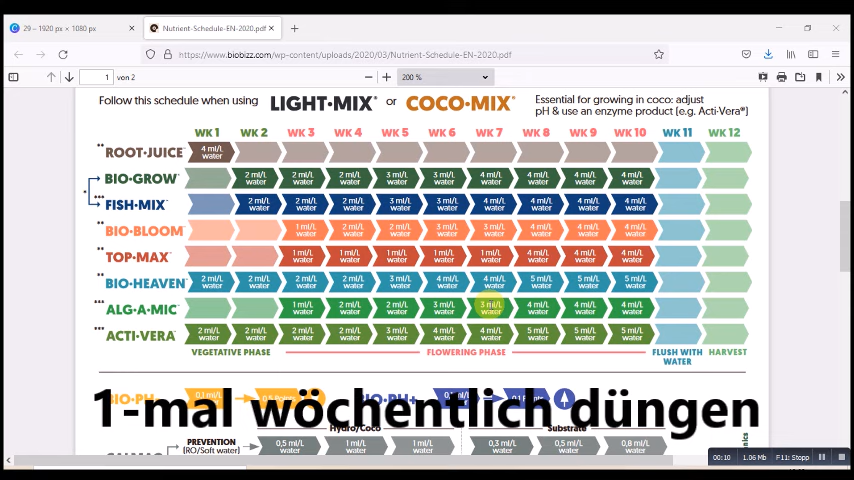 29 – 1920 px × 1080 px
Nutrient-Schedule-EN-2020.pdf
https://www.biobizz.com/wp-content/uploads/2020/03/Nutrient-Schedule-EN-2020.pdf
1 von 2
200 %
Follow this schedule when using LIGHT·MIX® or COCO·MIX® Essential for growing in coco: adjust
pH & use an enzyme product [e.g. Acti-Vera®]
WK 1 WK 2 WK 3 WK 4 WK 5 WK 6 WK 7 WK 8 WK 9 WK 10 WK 11 WK 12
ROOT·JUICE 4 ml/L water
BIO·GROW 2 ml/L water 2 ml/L water 2 ml/L water 3 ml/L water 3 ml/L water 4 ml/L water 4 ml/L water 4 ml/L water 4 ml/L water
FISH·MIX 2 ml/L water 2 ml/L water 2 ml/L water 3 ml/L water 3 ml/L water 4 ml/L water 4 ml/L water 4 ml/L water 4 ml/L water
BIO·BLOOM 1 ml/L water 2 ml/L water 2 ml/L water 3 ml/L water 3 ml/L water 4 ml/L water 4 ml/L water 4 ml/L water
TOP·MAX 1 ml/L water 1 ml/L water 1 ml/L water 1 ml/L water 1 ml/L water 4 ml/L water 4 ml/L water 4 ml/L water
BIO·HEAVEN 2 ml/L water 2 ml/L water 2 ml/L water 2 ml/L water 3 ml/L water 4 ml/L water 4 ml/L water 5 ml/L water 5 ml/L water 5 ml/L water
ALG·A·MIC 1 ml/L water 2 ml/L water 2 ml/L water 3 ml/L water 3 ml/L water 4 ml/L water 4 ml/L water 4 ml/L water
ACTI·VERA 2 ml/L water 2 ml/L water 2 ml/L water 2 ml/L water 3 ml/L water 4 ml/L water 4 ml/L water 5 ml/L water 5 ml/L water 5 ml/L water
VEGETATIVE PHASE FLOWERING PHASE FLUSH WITH HARVEST
WATER
1-mal wöchentlich düngen
Hydro/Coco Substrate
PREVENTION
(RO/Soft water)
0,5 ml/L water 1 ml/L water 1 ml/L water 0,3 ml/L water 0,5 ml/L water 0,8 ml/L water
00:10 1.06 Mb F11: Stopp